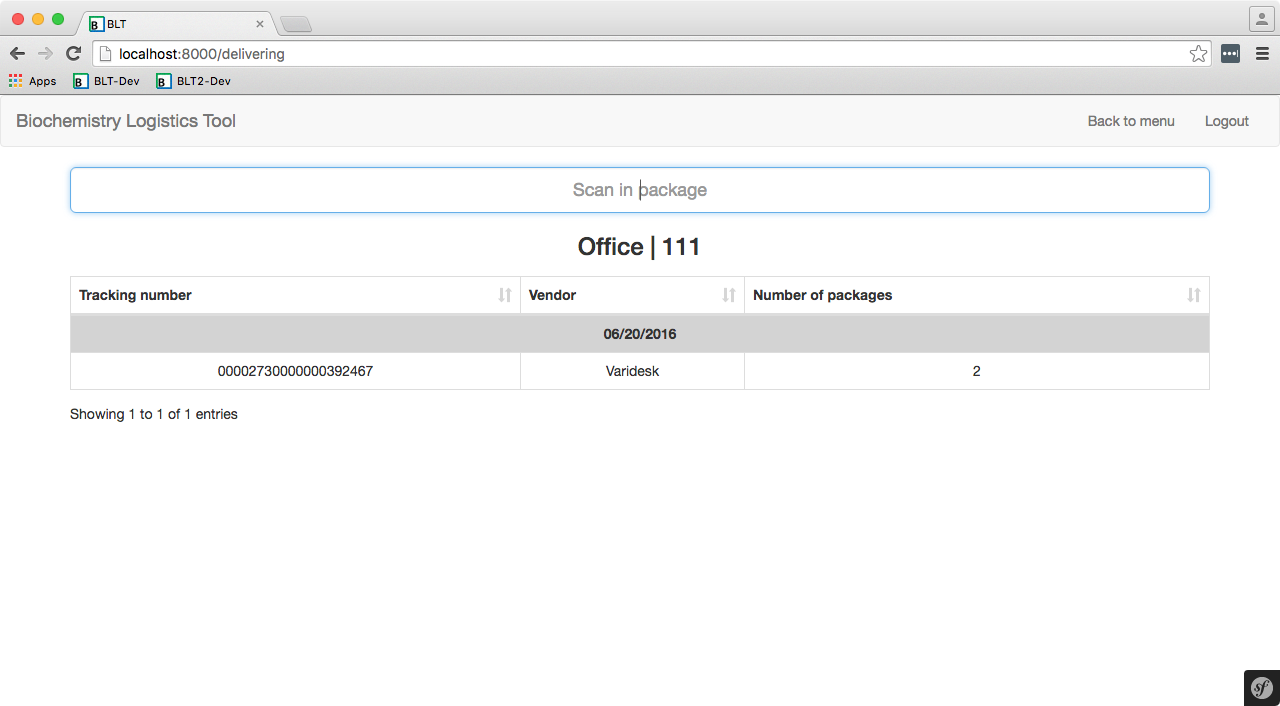 B BLT
localhost:8000/delivering
Apps B BLT-Dev B BLT2-Dev
Biochemistry Logistics Tool Back to menu Logout
Scan in package
Office | 111
Tracking number Vendor Number of packages
06/20/2016
00002730000000392467 Varidesk 2
Showing 1 to 1 of 1 entries
sf